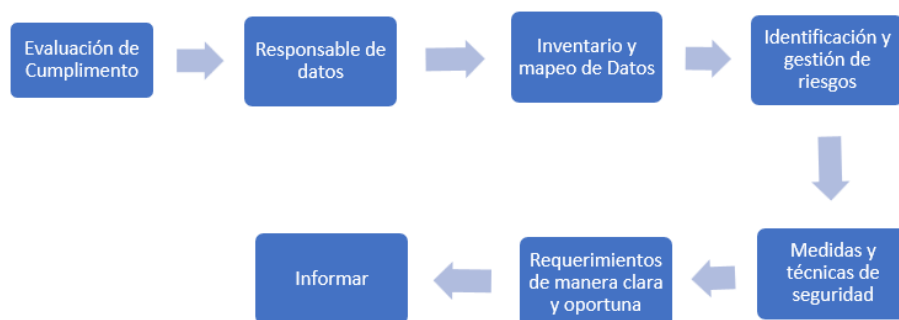 Evaluación de
Cumplimento
Responsable de
datos
Inventario y
mapeo de Datos
Identificación y
gestión de
riesgos
Medidas y
técnicas de
seguridad
Requerimientos
de manera clara
y oportuna
Informar